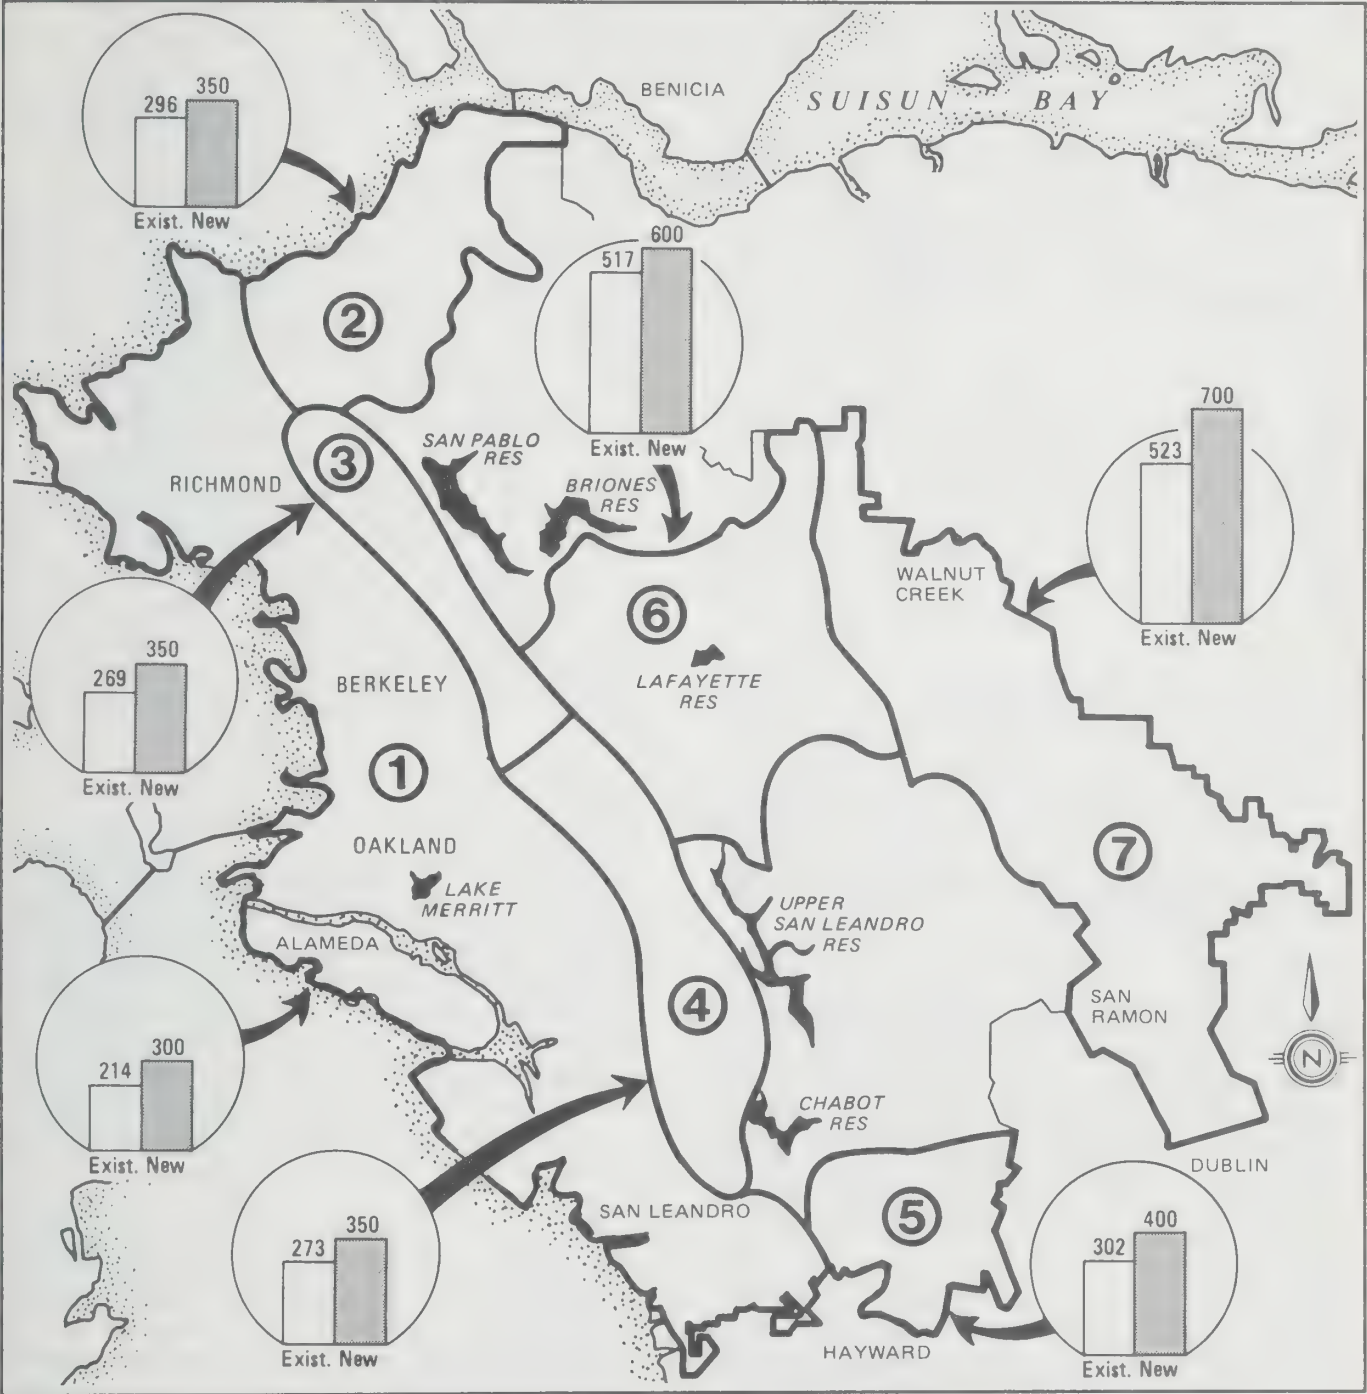 BENICIA
SUISUN BAY
296
350
Exist. New
517
600
Exist. New
523
700
Exist. New
2
3
SAN PABLO
RES
RICHMOND
BRIONES
RES
WALNUT
CREEK
6
LAFAYETTE
RES
269
350
Exist. New
BERKELEY
1
OAKLAND
LAKE
MERRITT
7
UPPER
SAN LEANDRO
RES
ALAMEDA
4
SAN
RAMON
N
214
300
Exist. New
CHABOT
RES
DUBLIN
273
350
Exist. New
SAN LEANDRO
5
302
400
Exist. New
HAYWARD